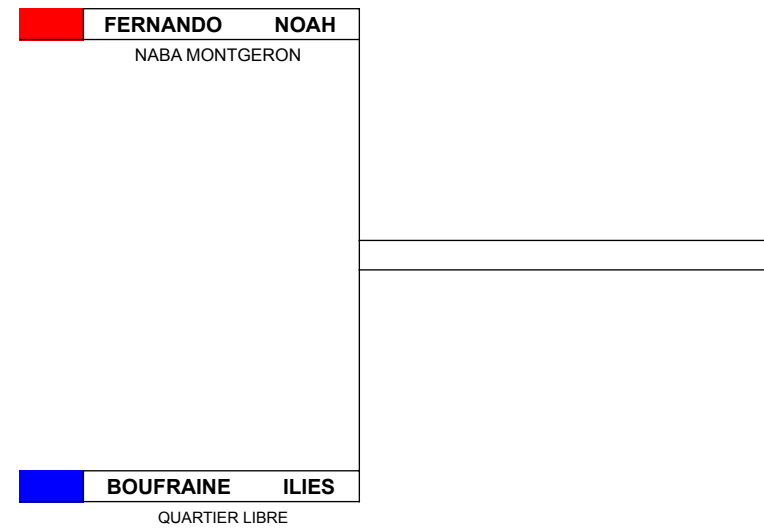 FERNANDO NOAH
NABA MONTGERON
BOUFRAINE ILIES
QUARTIER LIBRE